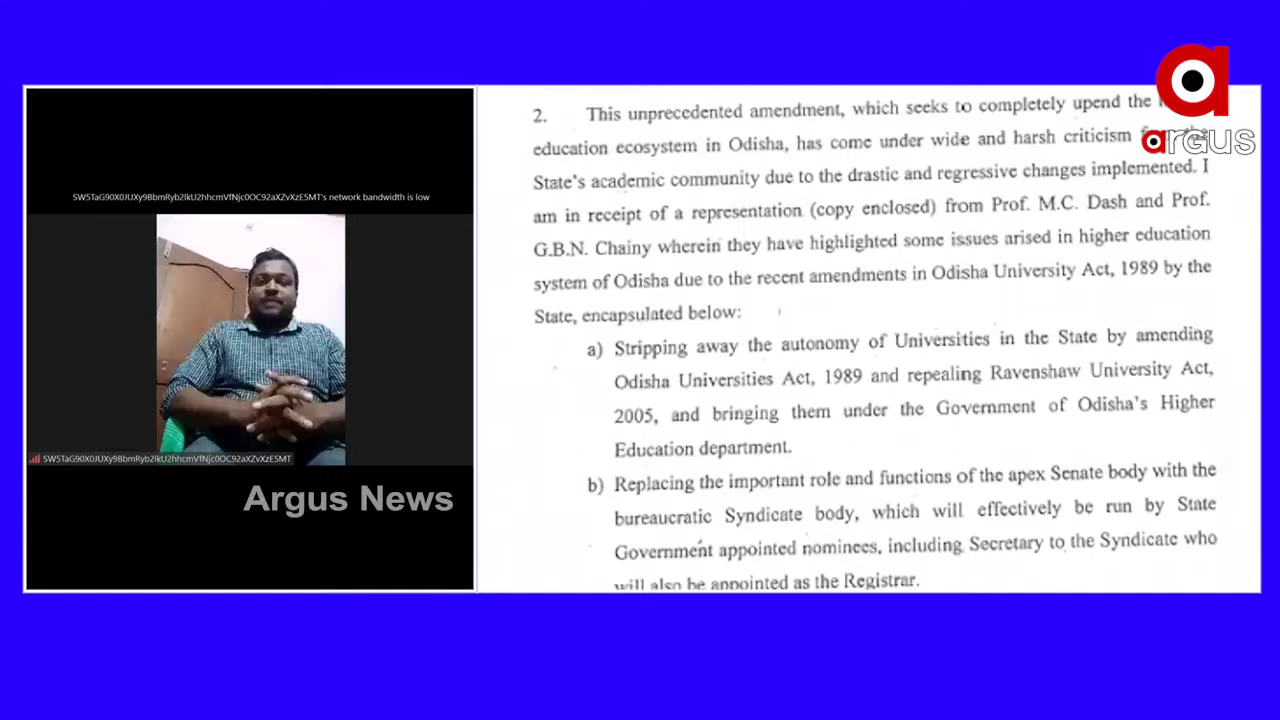 SW5TaG90X0JUXy9BbmRyb2lkU2hhcmVfNjc0OC92aXZvXzE5MT's network bandwidth is low
SW5TaG90X0JUXy9BbmRyb2lkU2hhcmVfNjc0OC92aXZvXzE5MT
Argus News
argus
2. This unprecedented amendment, which seeks to completely upend the
education ecosystem in Odisha, has come under wide and harsh criticism
State's academic community due to the drastic and regressive changes implemented. I
am in receipt of a representation (copy enclosed) from Prof. M.C. Dash and Prof.
G.B.N. Chainy wherein they have highlighted some issues arised in higher education
system of Odisha due to the recent amendments in Odisha University Act, 1989 by the
State, encapsulated below:
a) Stripping away the autonomy of Universities in the State by amending
Odisha Universities Act, 1989 and repealing Ravenshaw University Act,
2005, and bringing them under the Government of Odisha's Higher
Education department.
b) Replacing the important role and functions of the apex Senate body with the
bureaucratic Syndicate body, which will effectively be run by State
Government appointed nominees, including Secretary to the Syndicate who
will also be appointed as the Registrar.